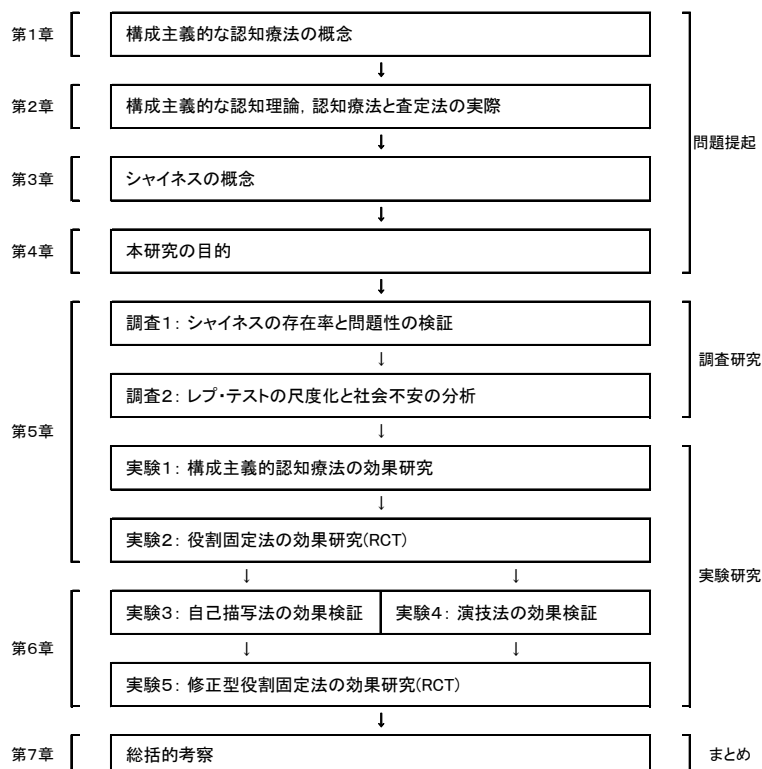 第1章
構成主義的な認知療法の概念
↓
第2章
構成主義的な認知理論, 認知療法と査定法の実際
↓
問題提起
第3章
シャイネスの概念
↓
第4章
本研究の目的
↓
調査1: シャイネスの存在率と問題性の検証
↓
調査研究
調査2: レプ・テストの尺度化と社会不安の分析
第5章
↓
実験1: 構成主義的認知療法の効果研究
↓
実験2: 役割固定法の効果研究(RCT)
↓ ↓
実験研究
実験3: 自己描写法の効果検証 実験4: 演技法の効果検証
第6章
↓ ↓
実験5: 修正型役割固定法の効果研究(RCT)
↓
第7章
総括的考察
まとめ